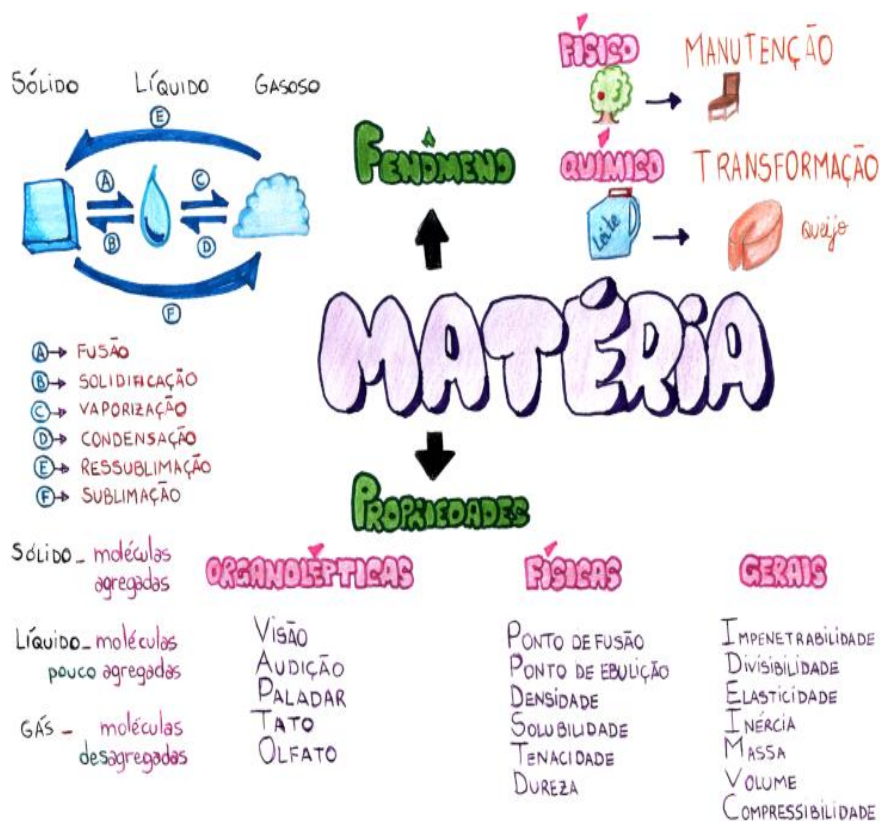 SÓLIDO LÍQUIDO GASOSO
E
A C
B D
F
A → FUSÃO
B → SOLIDIFICAÇÃO
C → VAPORIZAÇÃO
D → CONDENSAÇÃO
E → RESSUBLIMAÇÃO
F → SUBLIMAÇÃO
FENÔMENO
FÍSICO MANUTENÇÃO
QUÍMICO TRANSFORMAÇÃO
Leite → queijo
MATÉRIA
PROPRIEDADES
SÓLIDO - moléculas
agregadas
LÍQUIDO - moléculas
pouco agregadas
GÁS - moléculas
desagregadas
ORGANOLÉPTICAS
VISÃO
AUDIÇÃO
PALADAR
TATO
OLFATO
FÍSICAS
PONTO DE FUSÃO
PONTO DE EBULIÇÃO
DENSIDADE
SOLUBILIDADE
TENACIDADE
DUREZA
GERAIS
IMPENETRABILIDADE
DIVISIBILIDADE
ELASTICIDADE
INÉRCIA
MASSA
VOLUME
COMPRESSIBILIDADE